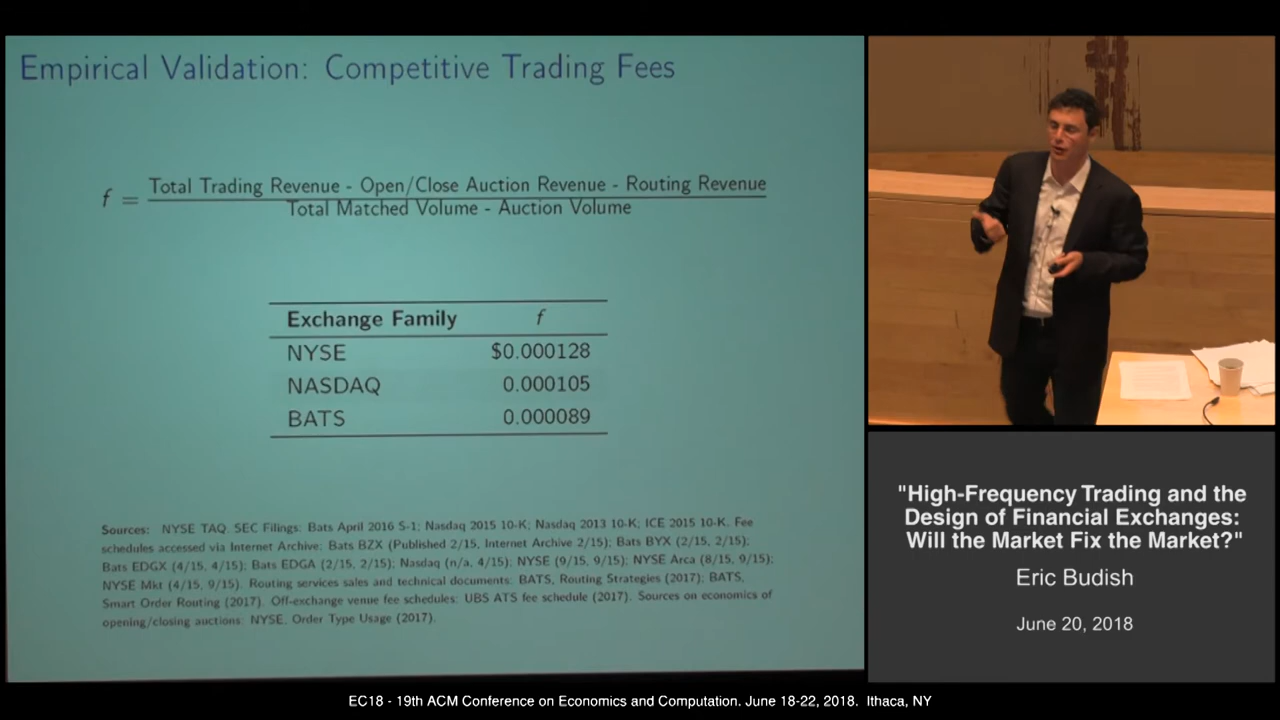 Empirical Validation: Competitive Trading Fees
f = Total Trading Revenue - Open/Close Auction Revenue - Routing Revenue
Total Matched Volume - Auction Volume
Exchange Family f
NYSE $0.000128
NASDAQ 0.000105
BATS 0.000089
Sources: NYSE TAQ. SEC Filings: Bats April 2016 S-1; Nasdaq 2015 10-K; Nasdaq 2013 10-K; ICE 2015 10-K. Fee
schedules accessed via Internet Archive: Bats BZX (Published 2/15, Internet Archive 2/15); Bats BYX (2/15, 2/15);
Bats EDGX (4/15, 4/15); Bats EDGA (2/15, 2/15); Nasdaq (n/a, 4/15); NYSE (9/15, 9/15); NYSE Arca (8/15, 9/15);
NYSE Mkt (4/15, 9/15). Routing services sales and technical documents: BATS, Routing Strategies (2017); BATS,
Smart Order Routing (2017). Off-exchange venue fee schedules: UBS ATS fee schedule (2017). Sources on economics of
opening/closing auctions: NYSE, Order Type Usage (2017).
"High-Frequency Trading and the
Design of Financial Exchanges:
Will the Market Fix the Market?"
Eric Budish
June 20, 2018
EC18 - 19th ACM Conference on Economics and Computation. June 18-22, 2018. Ithaca, NY